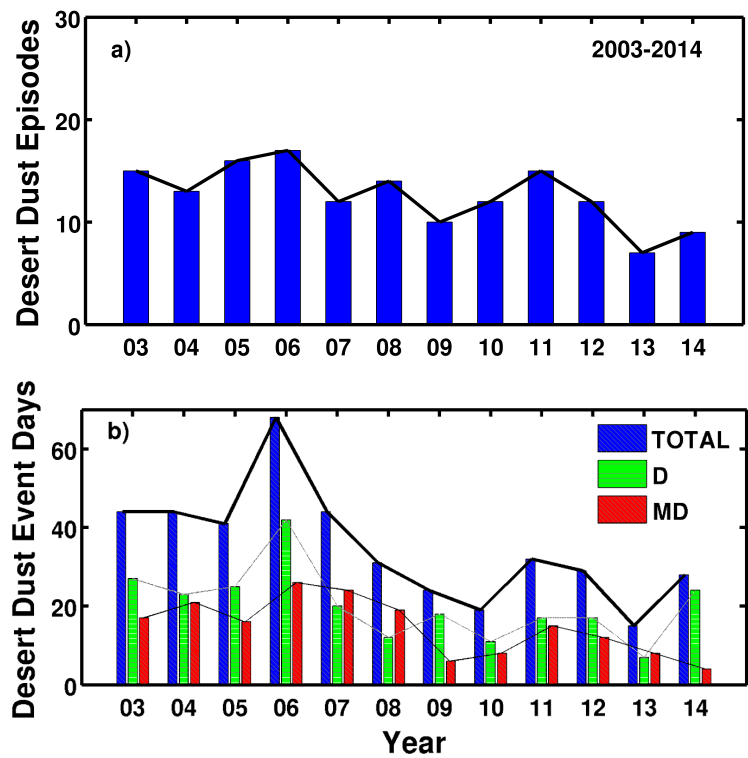 Desert Dust Episodes
30
20
10
0
a)
2003-2014
03 04 05 06 07 08 09 10 11 12 13 14
Desert Dust Event Days
60
40
20
0
b)
TOTAL
D
MD
03 04 05 06 07 08 09 10 11 12 13 14
Year